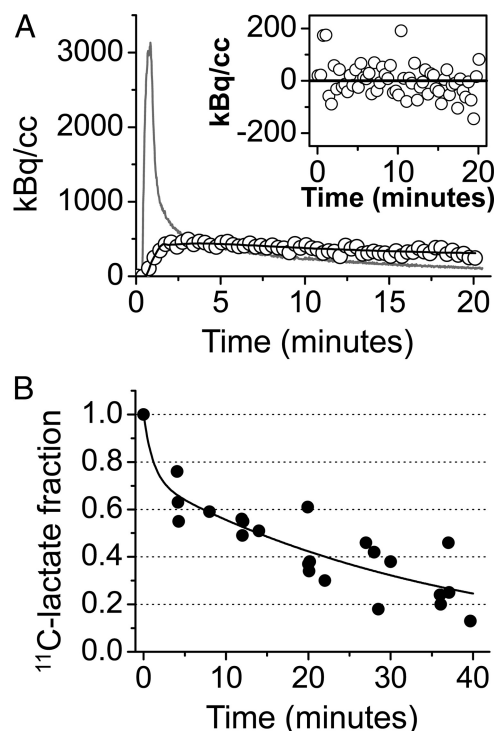 A
kBq/cc
3000
2000
1000
0
0 5 10 15 20
Time (minutes)
kBq/cc
200
0
-200
0 10 20
Time (minutes)
B
¹¹C-lactate fraction
1.0
0.8
0.6
0.4
0.2
0.0
0 10 20 30 40
Time (minutes)